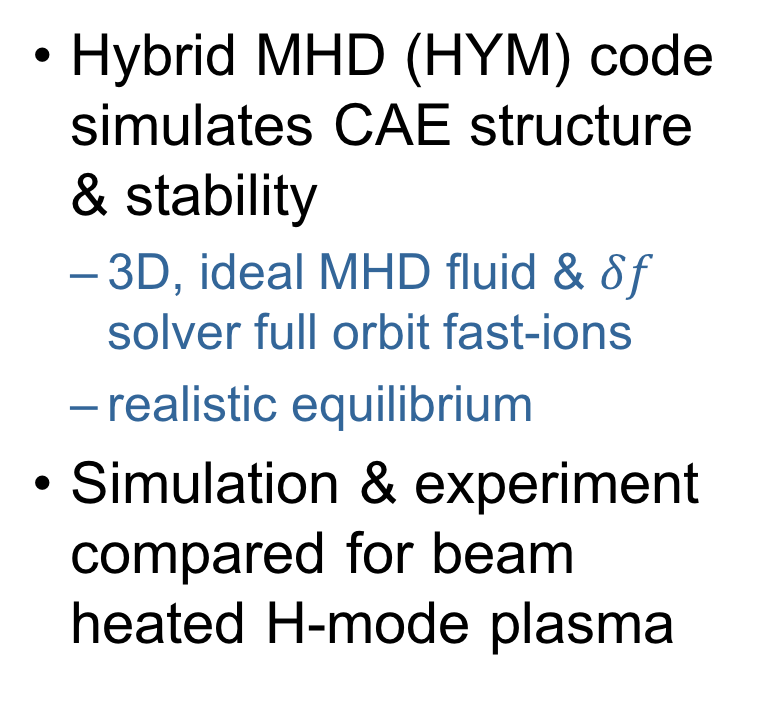 • Hybrid MHD (HYM) code
simulates CAE structure
& stability
– 3D, ideal MHD fluid & δf
solver full orbit fast-ions
– realistic equilibrium
• Simulation & experiment
compared for beam
heated H-mode plasma